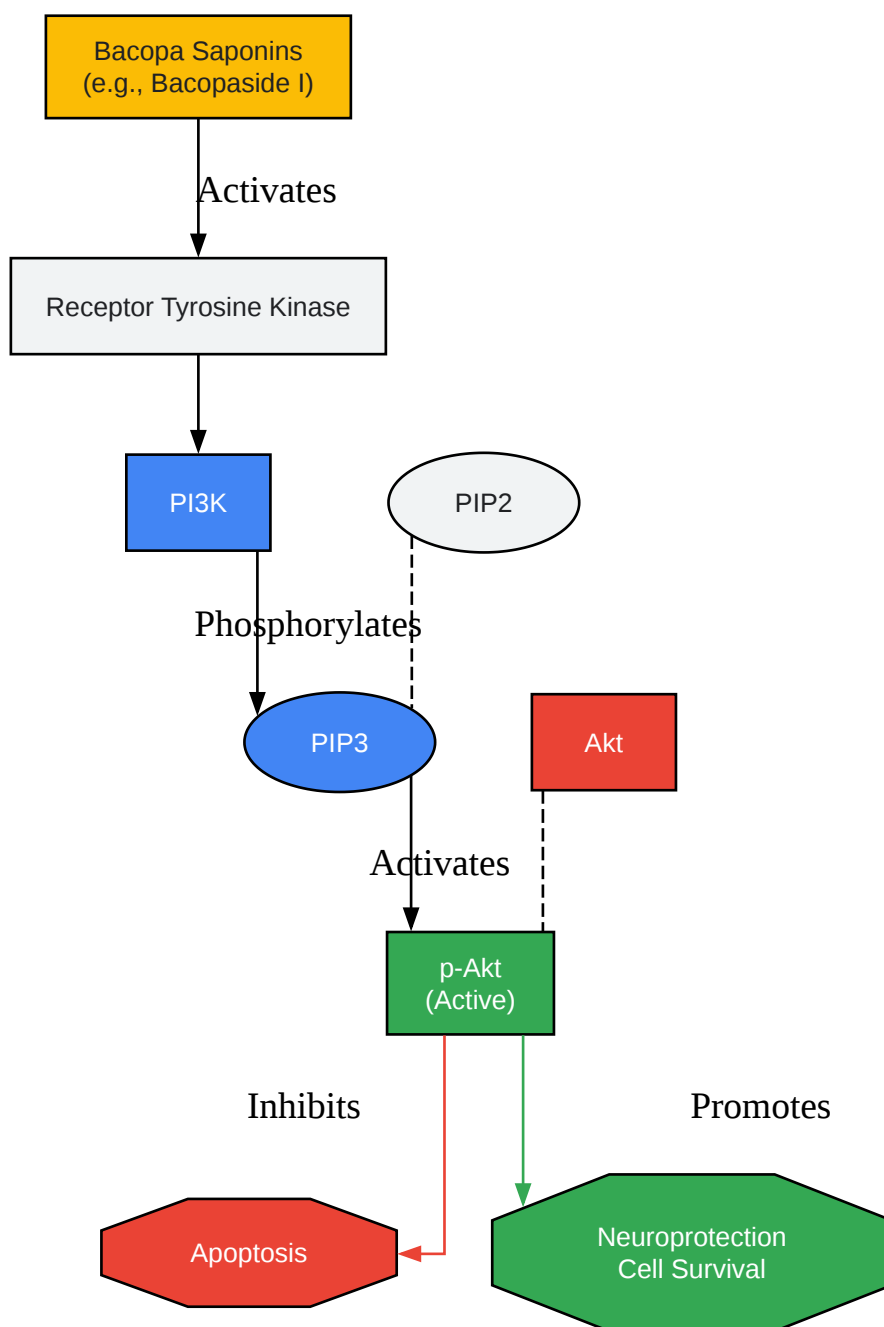 Bacopa Saponins
(e.g., Bacopaside I)
Activates
Receptor Tyrosine Kinase
PI3K
PIP2
Phosphorylates
PIP3
Akt
Activates
p-Akt
(Active)
Inhibits
Promotes
Apoptosis
Neuroprotection
Cell Survival